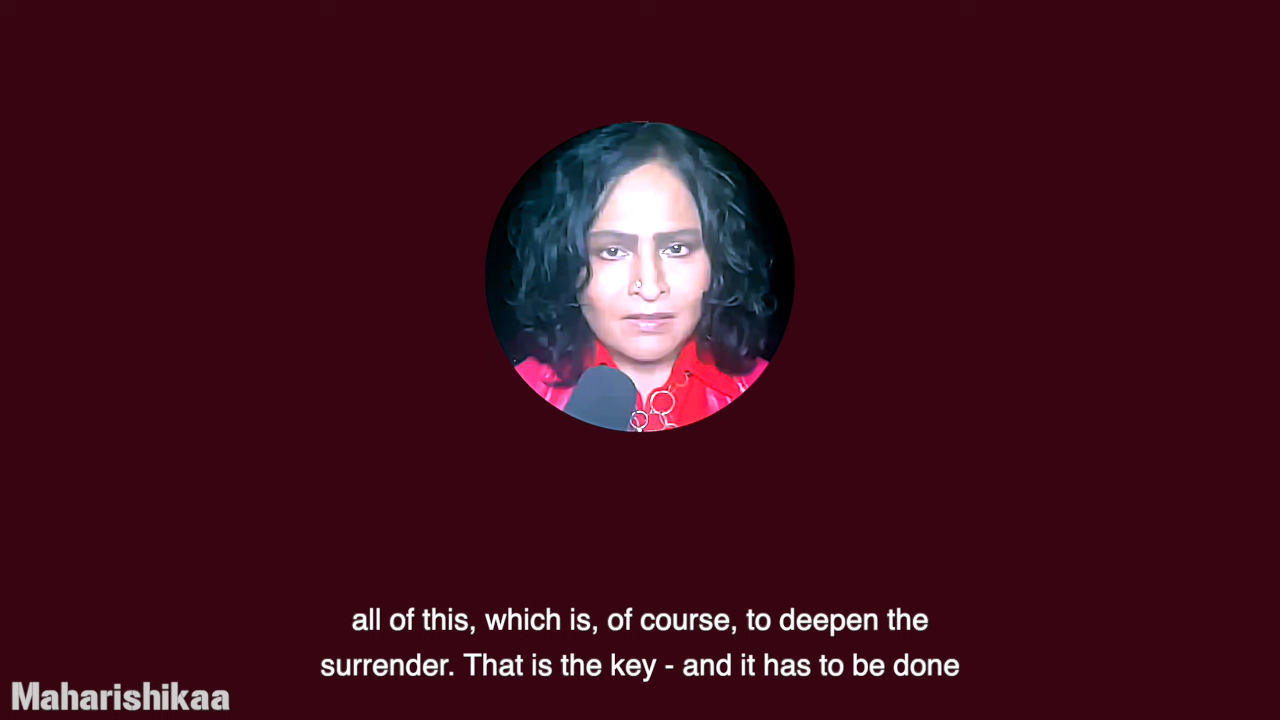 all of this, which is, of course, to deepen the
surrender. That is the key - and it has to be done
Maharishikaa